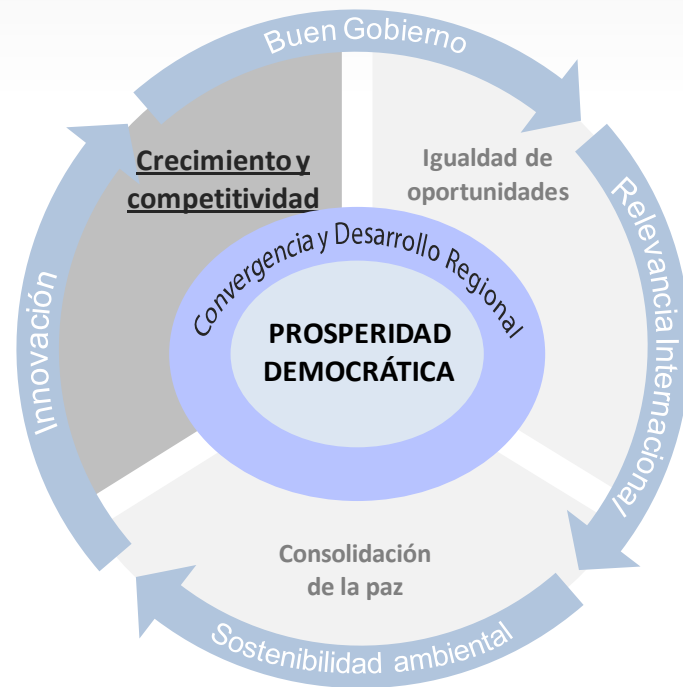 Buen Gobierno
Crecimiento y
competitividad
Igualdad de
oportunidades
Relevancia Internacional
Innovación
Convergencia y Desarrollo Regional
PROSPERIDAD
DEMOCRÁTICA
Consolidación
de la paz
Sostenibilidad ambiental